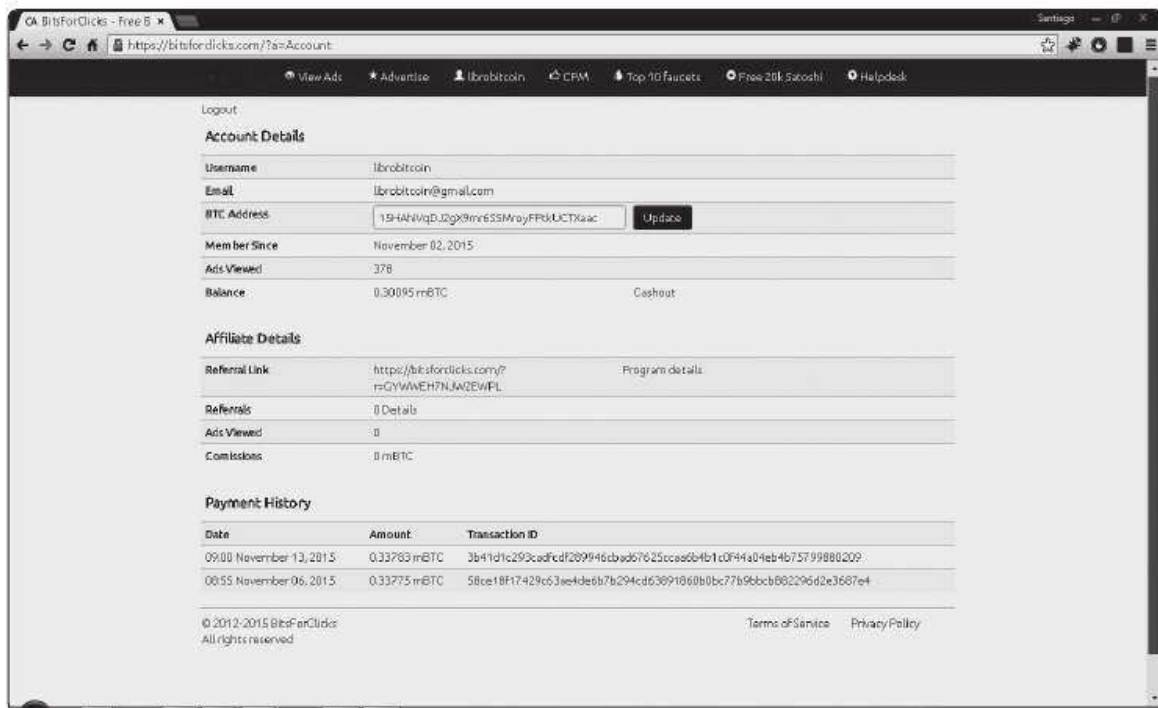 BitsForClicks - Free B
Santiago
https://bitsforclicks.com/?a=Account
View Ads Advertise librobitcoin CPM Top 10 faucets Free 20k Satoshi Helpdesk
Logout
Account Details
Username librobitcoin
Email librobitcoin@gmail.com
BTC Address Update
Member Since November 02, 2015
Ads Viewed 378
Balance 0.30095 mBTC Cashout
Affiliate Details
Referral Link https://bitsforclicks.com/? Program details
Referrals 0 Details
Ads Viewed 0
Comissions 0 mBTC
Payment History
Date Amount Transaction ID
09:00 November 13, 2015 0.33783 mBTC
08:55 November 06, 2015 0.33775 mBTC
© 2012-2015 BitsForClicks Terms of Service Privacy Policy
All rights reserved